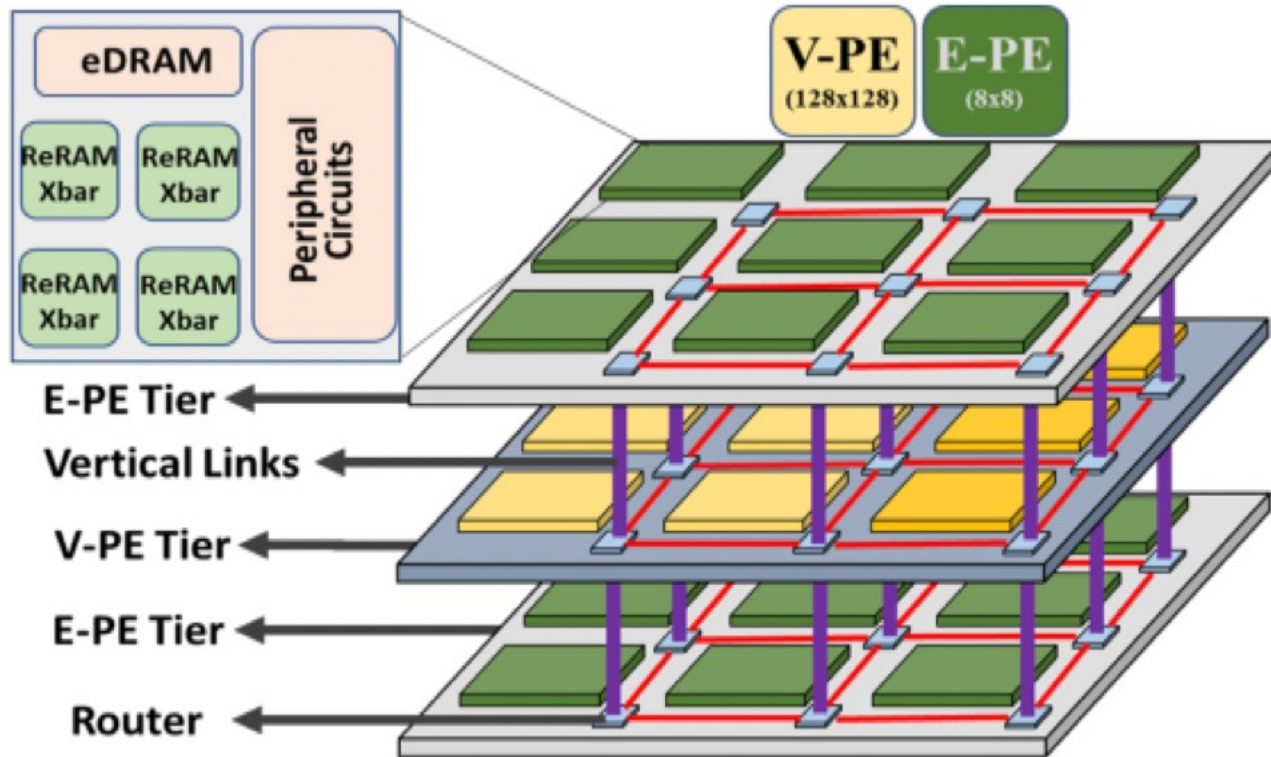 eDRAM
ReRAM
Xbar
ReRAM
Xbar
ReRAM
Xbar
ReRAM
Xbar
Peripheral
Circuits
V-PE
(128x128)
E-PE
(8x8)
E-PE Tier
Vertical Links
V-PE Tier
E-PE Tier
Router